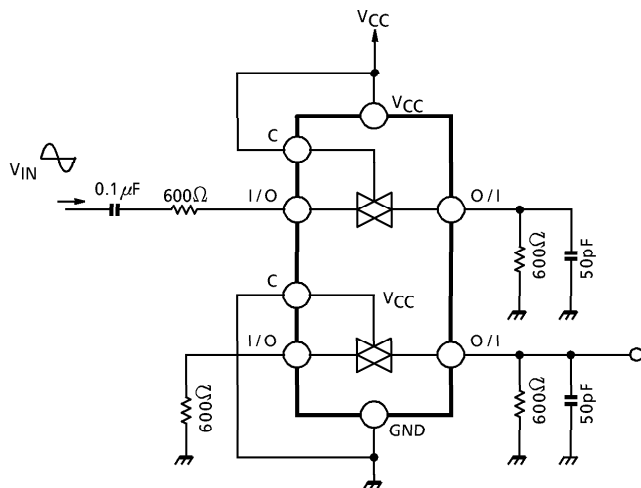 VCC
VCC
C
VIN
0.1μF
600Ω
I/O
O/I
600Ω
50pF
C
VCC
I/O
O/I
600Ω
600Ω
50pF
GND